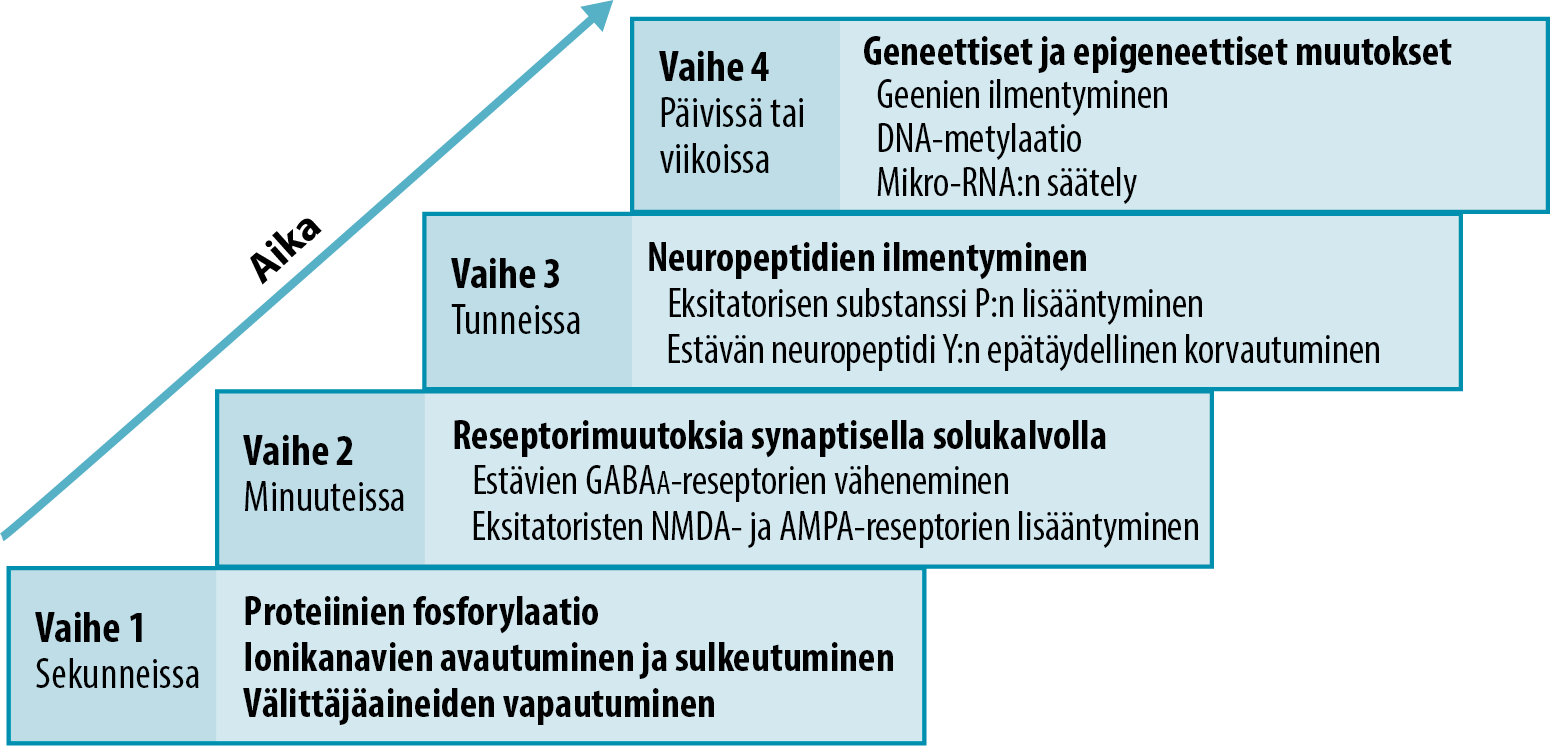 Vaihe 4
Päivissä tai
viikoissa
Geneettiset ja epigeneettiset muutokset
Geenien ilmentyminen
DNA-metylaatio
Mikro-RNA:n säätely
Aika
Vaihe 3
Tunneissa
Neuropeptidien ilmentyminen
Eksitatorisen substanssi P:n lisääntyminen
Estävän neuropeptidi Y:n epätäydellinen korvautuminen
Vaihe 2
Minuuteissa
Reseptorimuutoksia synaptisella solukalvolla
Estävien GABAA-reseptorien väheneminen
Eksitatoristen NMDA- ja AMPA-reseptorien lisääntyminen
Vaihe 1
Sekunneissa
Proteiinien fosforylaatio
Ionikanavien avautuminen ja sulkeutuminen
Välittäjäaineiden vapautuminen